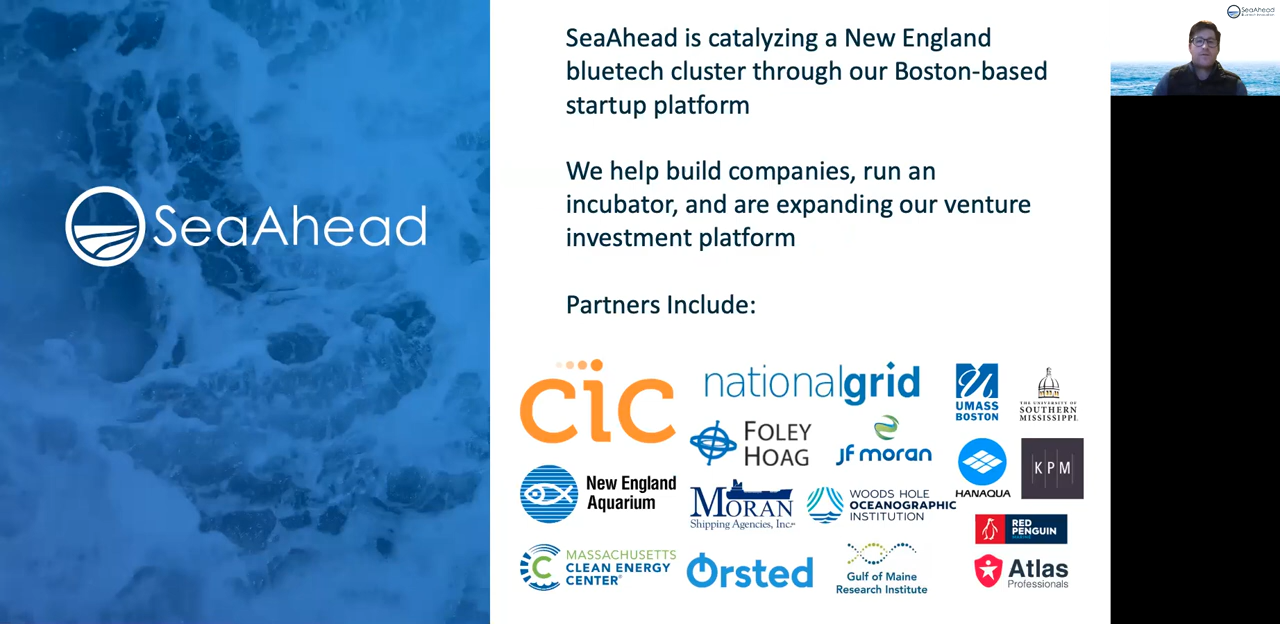 SeaAhead
SeaAhead is catalyzing a New England
bluetech cluster through our Boston-based
startup platform
We help build companies, run an
incubator, and are expanding our venture
investment platform
Partners Include:
cic
nationalgrid
UMASS
BOSTON
THE UNIVERSITY OF
SOUTHERN
MISSISSIPPI.
FOLEY
HOAG
JF moran
HANAQUA
KPM
New England
Aquarium
MORAN
Shipping Agencies, Inc.
WOODS HOLE
OCEANOGRAPHIC
INSTITUTION
RED
PENGUIN
MARINE
MASSACHUSETTS
CLEAN ENERGY
CENTER®
Ørsted
Gulf of Maine
Research Institute
Atlas
Professionals
SeaAhead